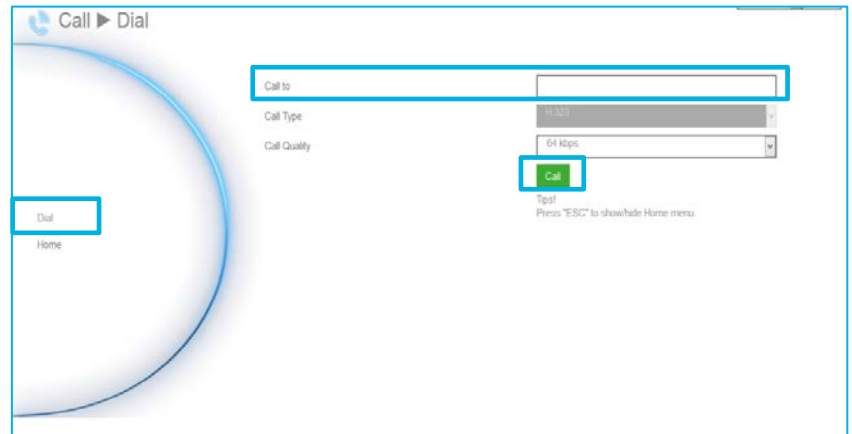 Call ▶ Dial
Call to
Call Type H.323
Call Quality 64 kbps
Call
Tips!
Press "ESC" to show/hide Home menu.
Dial
Home